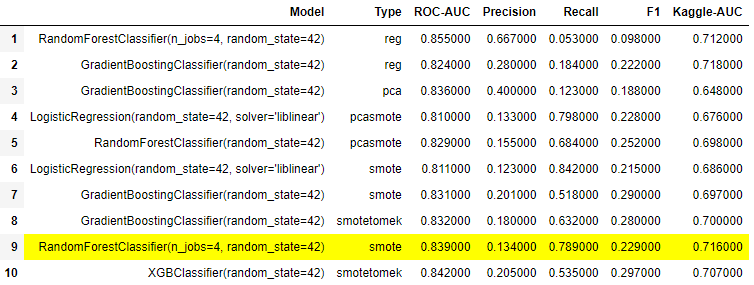 Model Type ROC-AUC Precision Recall F1 Kaggle-AUC
1 RandomForestClassifier(n_jobs=4, random_state=42) reg 0.855000 0.667000 0.053000 0.098000 0.712000
2 GradientBoostingClassifier(random_state=42) reg 0.824000 0.280000 0.184000 0.222000 0.718000
3 GradientBoostingClassifier(random_state=42) pca 0.836000 0.400000 0.123000 0.188000 0.648000
4 LogisticRegression(random_state=42, solver='liblinear') pcasmote 0.810000 0.133000 0.798000 0.228000 0.676000
5 RandomForestClassifier(random_state=42) pcasmote 0.829000 0.155000 0.684000 0.252000 0.698000
6 LogisticRegression(random_state=42, solver='liblinear') smote 0.811000 0.123000 0.842000 0.215000 0.686000
7 GradientBoostingClassifier(random_state=42) smote 0.831000 0.201000 0.518000 0.290000 0.697000
8 GradientBoostingClassifier(random_state=42) smotetomek 0.832000 0.180000 0.632000 0.280000 0.700000
9 RandomForestClassifier(n_jobs=4, random_state=42) smote 0.839000 0.134000 0.789000 0.229000 0.716000
10 XGBClassifier(random_state=42) smotetomek 0.842000 0.205000 0.535000 0.297000 0.707000